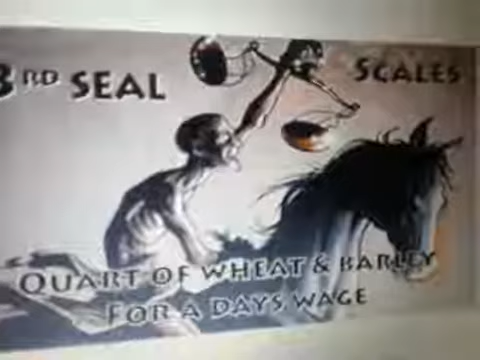 3RD SEAL
SCALES
QUART OF WHEAT & BARLEY
FOR A DAYS WAGE